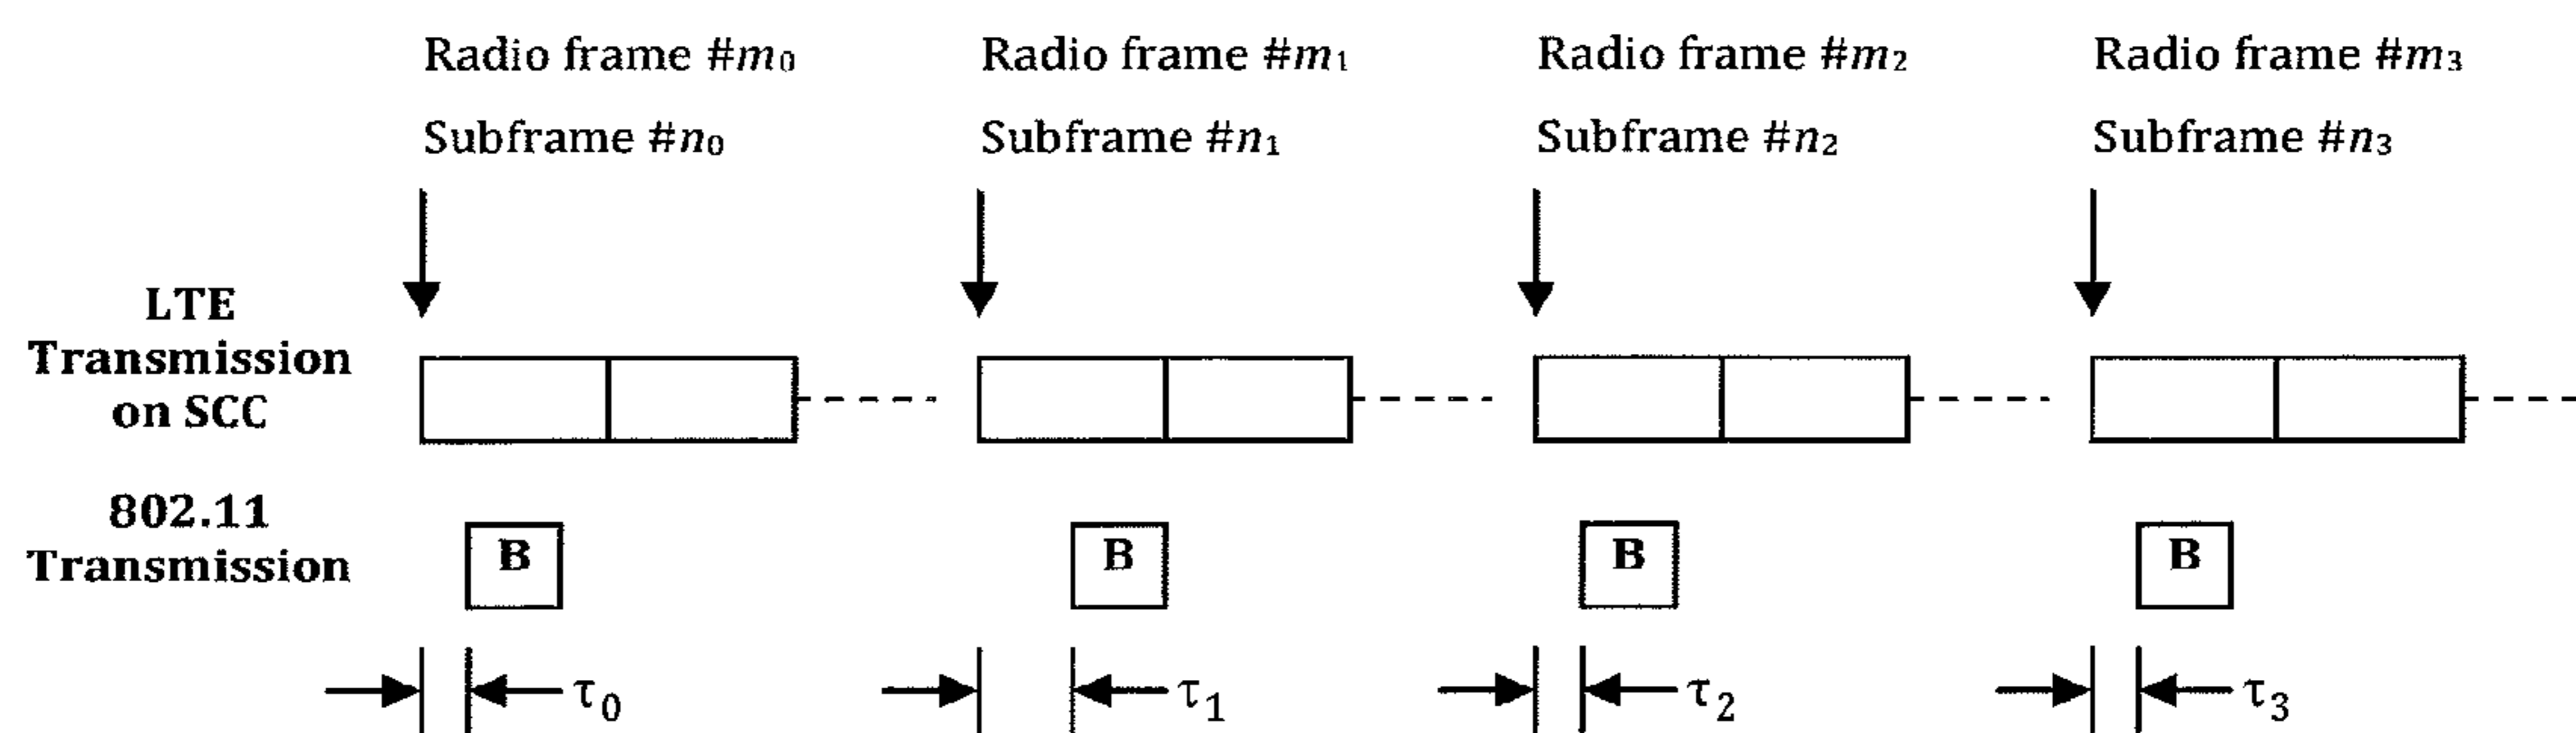 Radio frame #m0
Subframe #n0
Radio frame #m1
Subframe #n1
Radio frame #m2
Subframe #n2
Radio frame #m3
Subframe #n3
LTE
Transmission
on SCC
802.11
Transmission
B
B
B
B
τ0
τ1
τ2
τ3